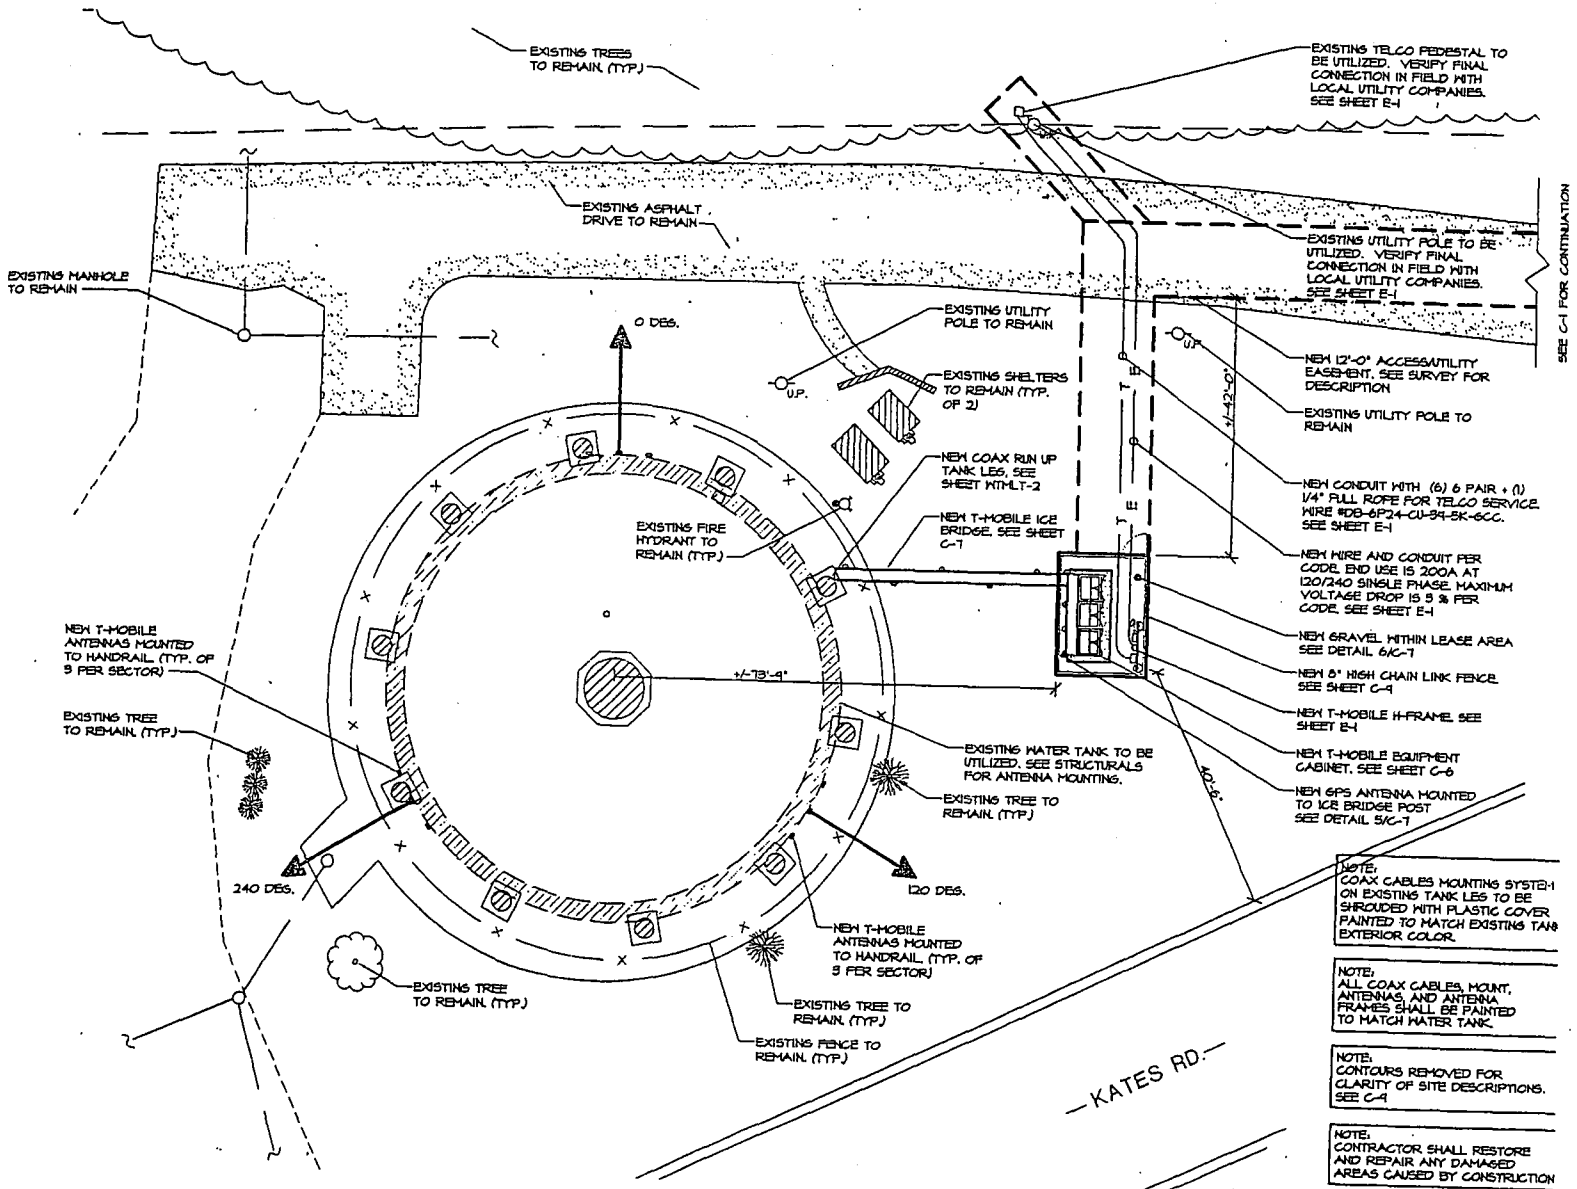 EXISTING TREES
TO REMAIN. (TYP.)
EXISTING TELCO PEDESTAL TO
BE UTILIZED. VERIFY FINAL
CONNECTION IN FIELD WITH
LOCAL UTILITY COMPANIES.
SEE SHEET E-1
EXISTING ASPHALT
DRIVE TO REMAIN
EXISTING MANHOLE
TO REMAIN
EXISTING UTILITY POLE TO BE
UTILIZED. VERIFY FINAL
CONNECTION IN FIELD WITH
LOCAL UTILITY COMPANIES.
SEE SHEET E-1
SEE C-1 FOR CONTINUATION
0 DEG.
EXISTING UTILITY
POLE TO REMAIN
U.P.
U.P.
EXISTING SHELTERS
TO REMAIN (TYP.
OF 2)
NEW 12'-0" ACCESS/UTILITY
EASEMENT. SEE SURVEY FOR
DESCRIPTION
+/-42'-0"
EXISTING UTILITY POLE TO
REMAIN
T
E
NEW COAX RUN UP
TANK LEG, SEE
SHEET WTMLT-2
NEW CONDUIT WITH (6) 6 PAIR + (1)
1/4" PULL ROPE FOR TELCO SERVICE.
SEE SHEET E-1
EXISTING FIRE
HYDRANT TO
REMAIN (TYP.)
NEW T-MOBILE ICE
BRIDGE, SEE SHEET
C-7
T
E
NEW WIRE AND CONDUIT PER
CODE. END USE IS 200A AT
120/240 SINGLE PHASE. MAXIMUM
VOLTAGE DROP IS 3 % PER
CODE. SEE SHEET E-1
NEW T-MOBILE
ANTENNAS MOUNTED
TO HANDRAIL. (TYP. OF
3 PER SECTOR)
NEW GRAVEL WITHIN LEASE AREA
SEE DETAIL 6/C-7
+/-73'-4"
NEW 8' HIGH CHAIN LINK FENCE.
SEE SHEET C-9
EXISTING TREE
TO REMAIN. (TYP.)
NEW T-MOBILE H-FRAME. SEE
SHEET E-1
EXISTING WATER TANK TO BE
UTILIZED. SEE STRUCTURALS
FOR ANTENNA MOUNTING.
NEW T-MOBILE EQUIPMENT
CABINET. SEE SHEET C-6
40'-6"
EXISTING TREE TO
REMAIN. (TYP.)
NEW GPS ANTENNA MOUNTED
TO ICE BRIDGE POST
SEE DETAIL 5/C-7
240 DEG.
120 DEG.
NOTE:
COAX CABLES MOUNTING SYSTEM
ON EXISTING TANK LEG TO BE
SHROUDED WITH PLASTIC COVER
PAINTED TO MATCH EXISTING TANK
EXTERIOR COLOR.
NEW T-MOBILE
ANTENNAS MOUNTED
TO HANDRAIL. (TYP. OF
3 PER SECTOR)
EXISTING TREE
TO REMAIN. (TYP.)
NOTE:
ALL COAX CABLES, MOUNT,
ANTENNAS, AND ANTENNA
FRAMES SHALL BE PAINTED
TO MATCH WATER TANK.
EXISTING TREE TO
REMAIN. (TYP.)
EXISTING FENCE TO
REMAIN. (TYP.)
KATES RD.
NOTE:
CONTOURS REMOVED FOR
CLARITY OF SITE DESCRIPTIONS.
SEE C-9
NOTE:
CONTRACTOR SHALL RESTORE
AND REPAIR ANY DAMAGED
AREAS CAUSED BY CONSTRUCTION